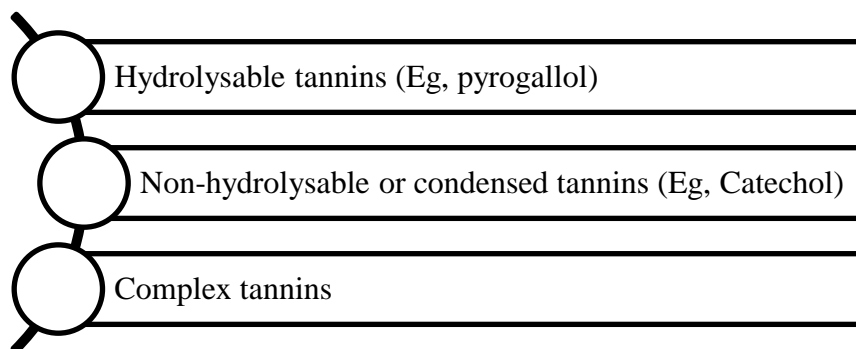 Hydrolysable tannins (Eg, pyrogallol)
Non-hydrolysable or condensed tannins (Eg, Catechol)
Complex tannins